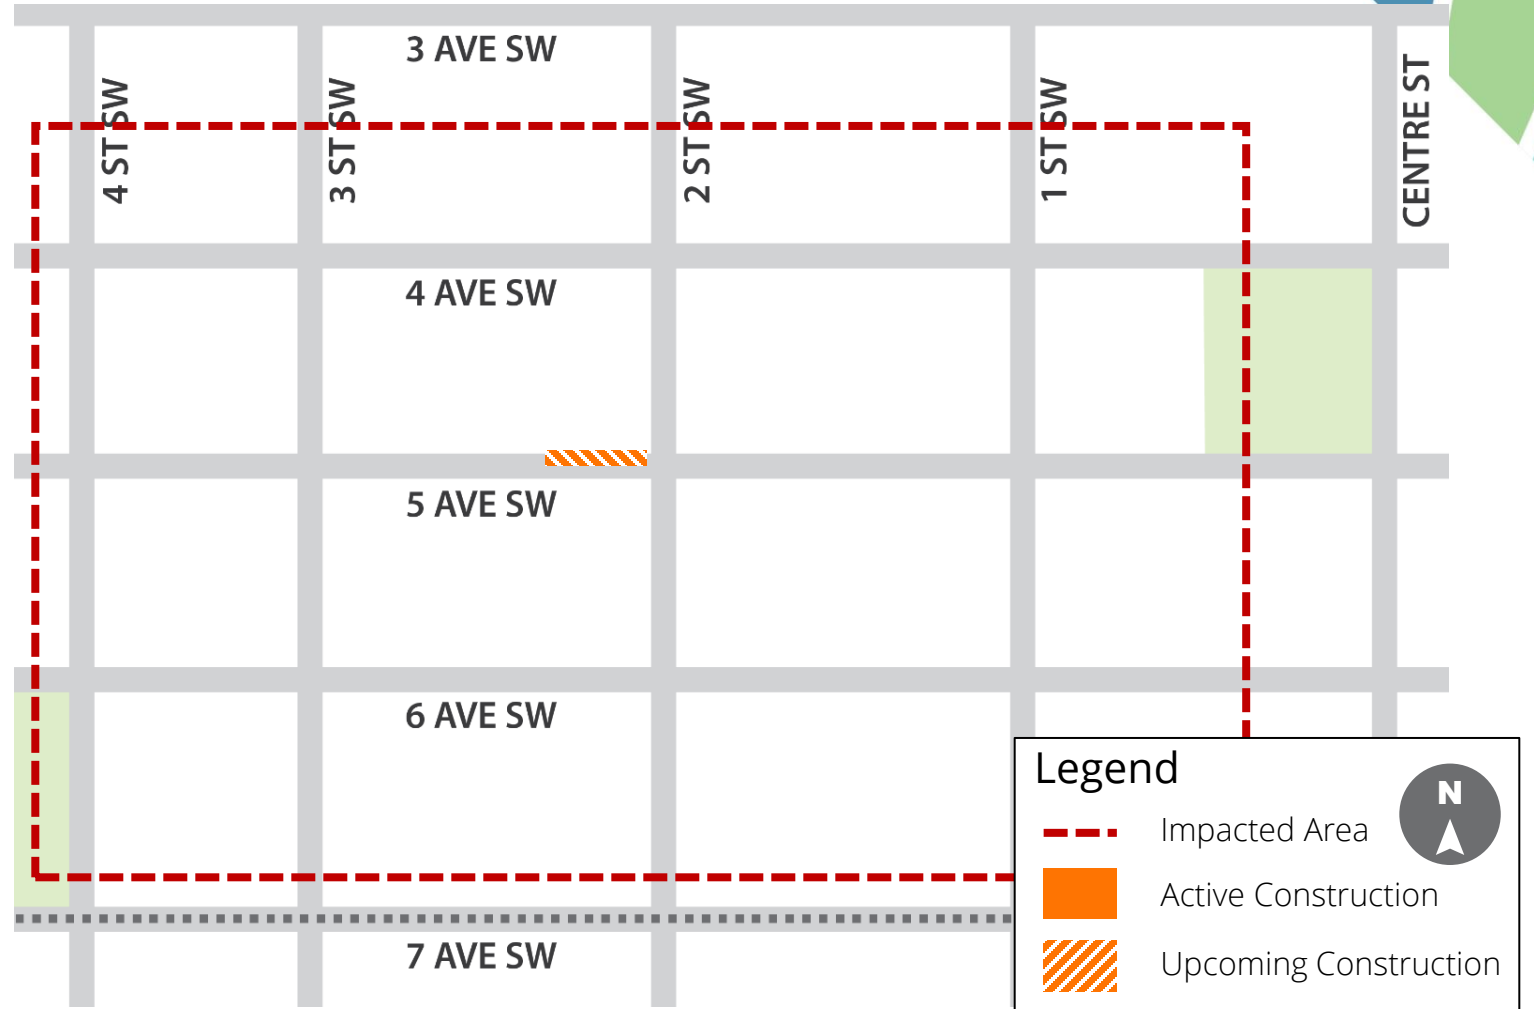 3 AVE SW
4 ST SW
3 ST SW
2 ST SW
1 ST SW
CENTRE ST
4 AVE SW
5 AVE SW
6 AVE SW
7 AVE SW
Legend
N
Impacted Area
Active Construction
Upcoming Construction